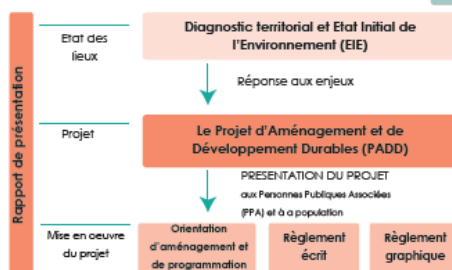 Rapport de présentation
Etat des
lieux
Diagnostic territorial et Etat Initial de
l'Environnement (EIE)
Réponse aux enjeux
Projet
Le Projet d'Aménagement et de
Développement Durables (PADD)
PRESENTATION DU PROJET
aux Personnes Publiques Associées
(PPA) et à a population
Mise en oeuvre
du projet
Orientation
d'aménagement et
de programmation
Règlement
écrit
Règlement
graphique